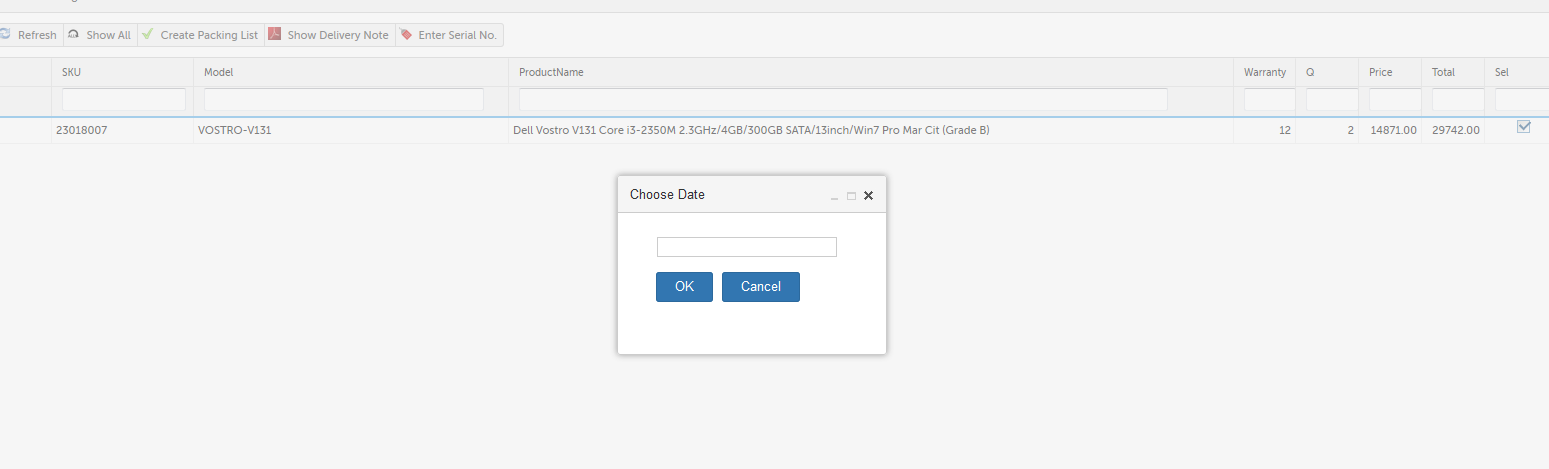 Refresh Show All Create Packing List Show Delivery Note Enter Serial No.
SKU Model ProductName Warranty Q Price Total Sel
23018007 VOSTRO-V131 Dell Vostro V131 Core i3-2350M 2.3GHz/4GB/300GB SATA/13inch/Win7 Pro Mar Cit (Grade B) 12 2 14871.00 29742.00
Choose Date
OK Cancel